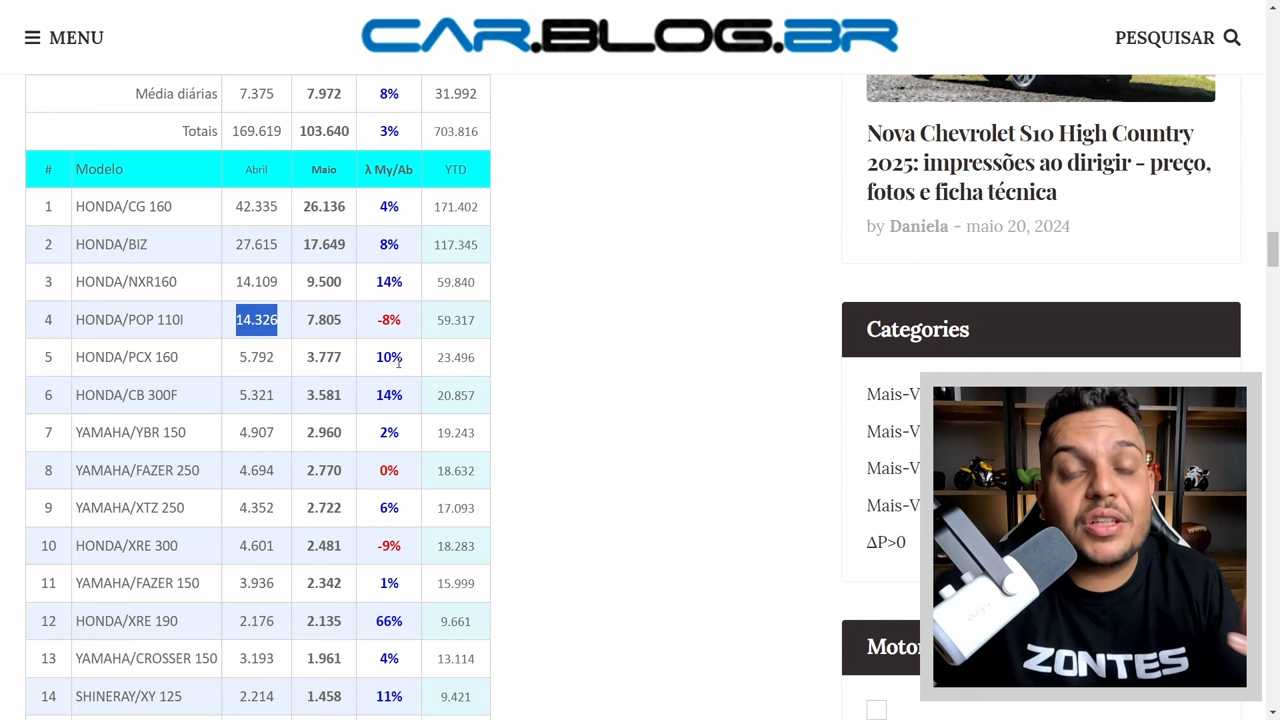 MENU
CAR.BLOG.BR
PESQUISAR
Média diárias 7.375 7.972 8% 31.992
Totais 169.619 103.640 3% 703.816
# Modelo Abril Maio λ My/Ab YTD
1 HONDA/CG 160 42.335 26.136 4% 171.402
2 HONDA/BIZ 27.615 17.649 8% 117.345
3 HONDA/NXR160 14.109 9.500 14% 59.840
4 HONDA/POP 110I 14.326 7.805 -8% 59.317
5 HONDA/PCX 160 5.792 3.777 10% 23.496
6 HONDA/CB 300F 5.321 3.581 14% 20.857
7 YAMAHA/YBR 150 4.907 2.960 2% 19.243
8 YAMAHA/FAZER 250 4.694 2.770 0% 18.632
9 YAMAHA/XTZ 250 4.352 2.722 6% 17.093
10 HONDA/XRE 300 4.601 2.481 -9% 18.283
11 YAMAHA/FAZER 150 3.936 2.342 1% 15.999
12 HONDA/XRE 190 2.179 2.135 66% 9.661
13 YAMAHA/CROSSER 150 3.193 1.961 4% 13.114
14 SHINERAY/XY 125 2.214 1.458 11% 9.421
Nova Chevrolet S10 High Country
2025: impressões ao dirigir - preço,
fotos e ficha técnica
by Daniela - maio 20, 2024
Categories
Mais-V
Mais-V
Mais-V
Mais-V
ΔP>0
Motor
ZONTES